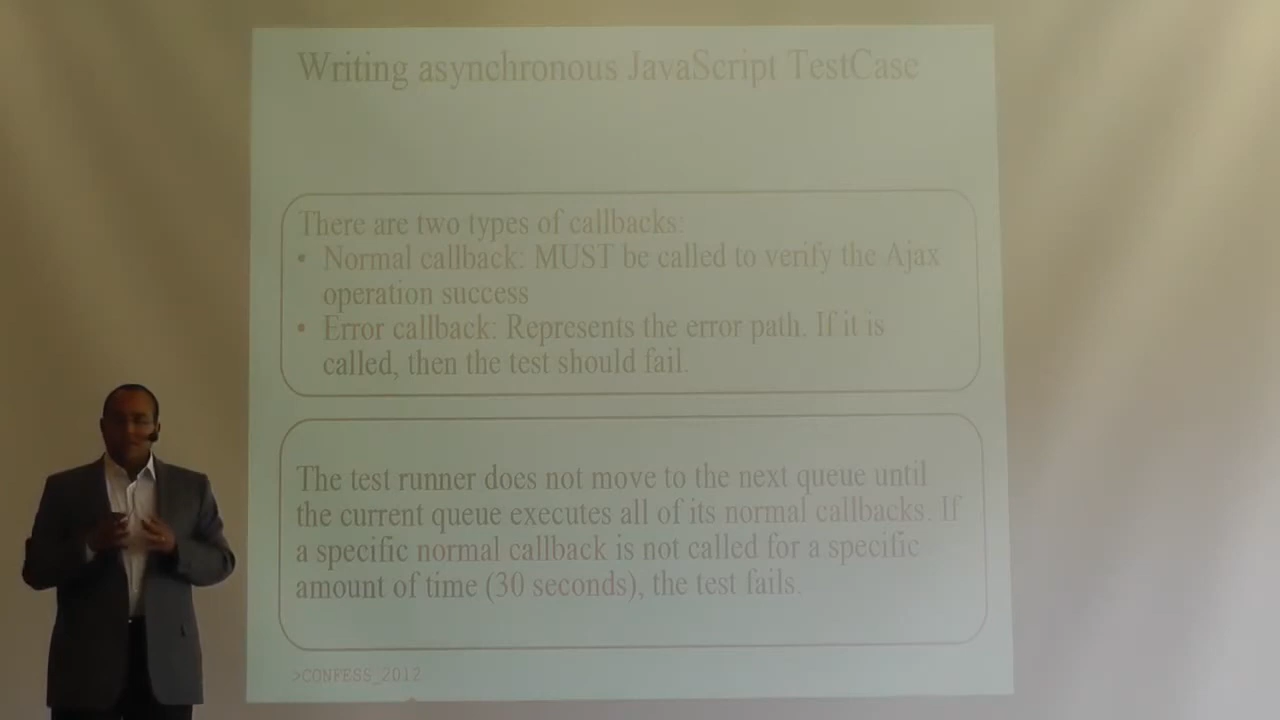 Writing asynchronous JavaScript TestCase
There are two types of callbacks:
• Normal callback: MUST be called to verify the Ajax
operation success
• Error callback: Represents the error path. If it is
called, then the test should fail.
The test runner does not move to the next queue until
the current queue executes all of its normal callbacks. If
a specific normal callback is not called for a specific
amount of time (30 seconds), the test fails.
>CONFESS_2012